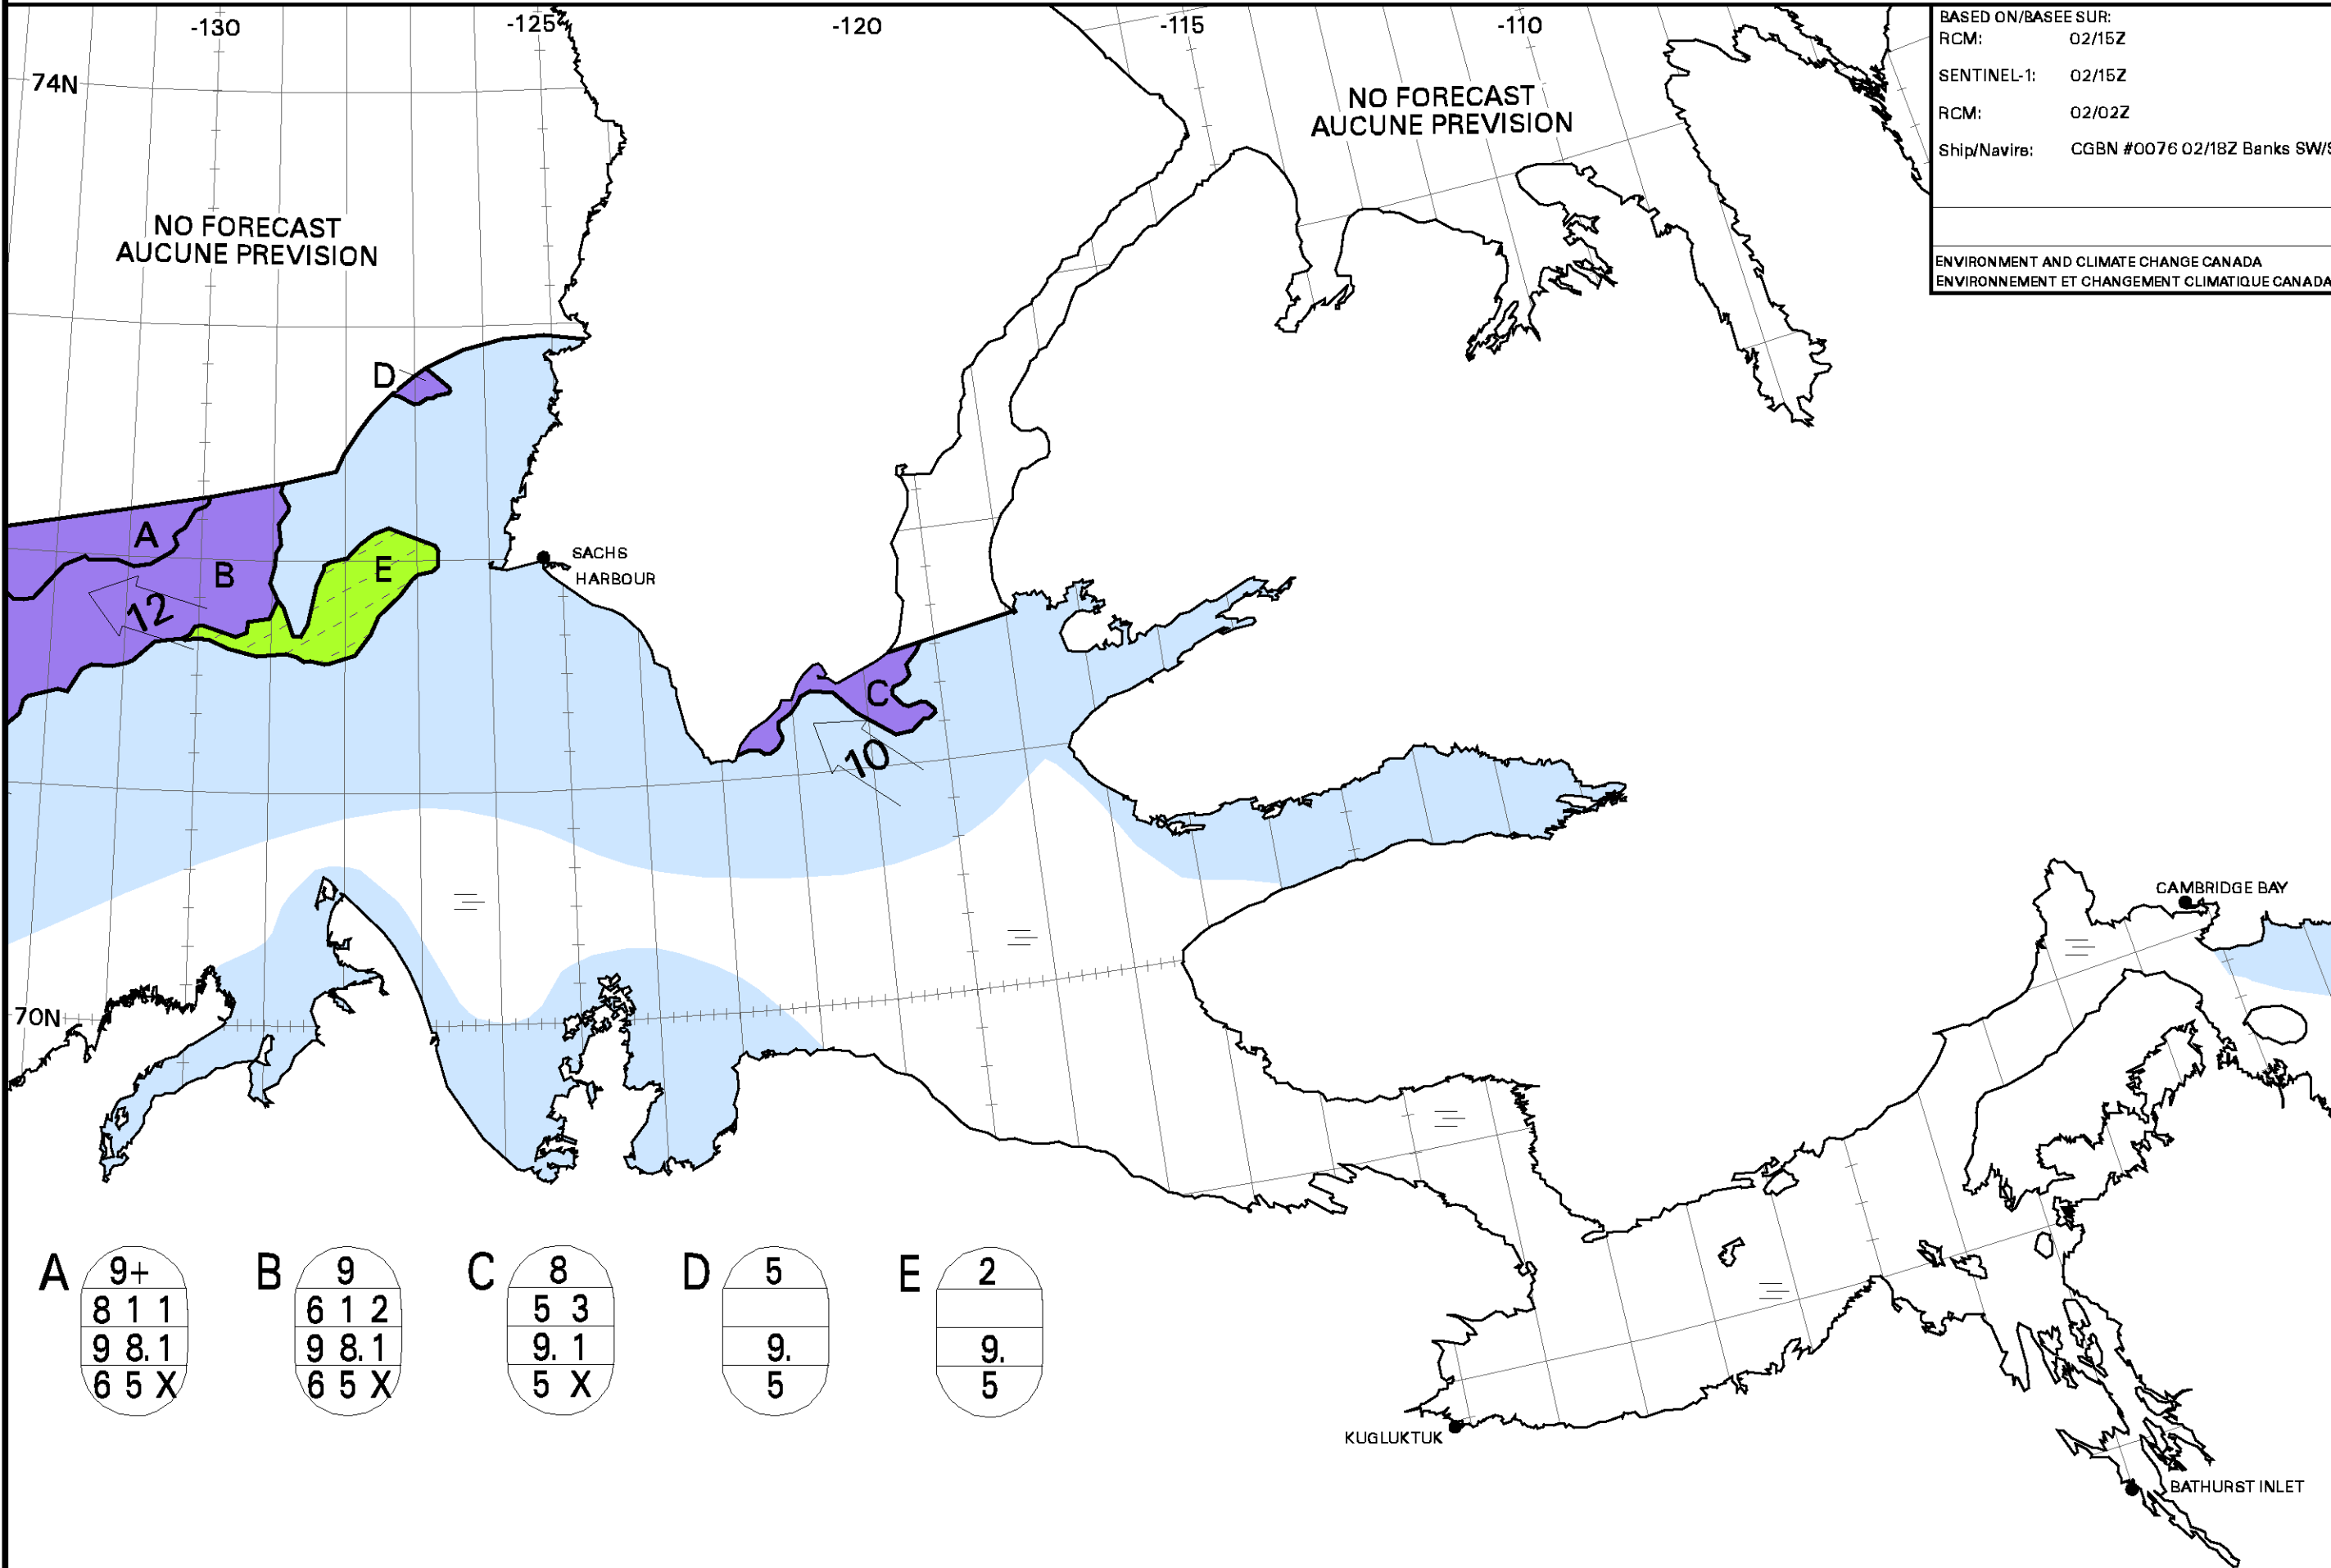 -130
-125
-120
-115
-110
BASED ON/BASEE SUR:
RCM: 02/15Z
SENTINEL-1: 02/15Z
RCM: 02/02Z
Ship/Navire: CGBN #0076 02/18Z Banks SW/S
ENVIRONMENT AND CLIMATE CHANGE CANADA
ENVIRONNEMENT ET CHANGEMENT CLIMATIQUE CANADA
74N
NO FORECAST
AUCUNE PREVISION
NO FORECAST
AUCUNE PREVISION
D
A
B
E
12
SACHS
HARBOUR
C
10
CAMBRIDGE BAY
70N
KUGLUKTUK
BATHURST INLET
A
9+
8 1 1
9 8. 1
6 5 X
B
9
6 1 2
9 8. 1
6 5 X
C
8
5 3
9. 1
5 X
D
5
9.
5
E
2
9.
5